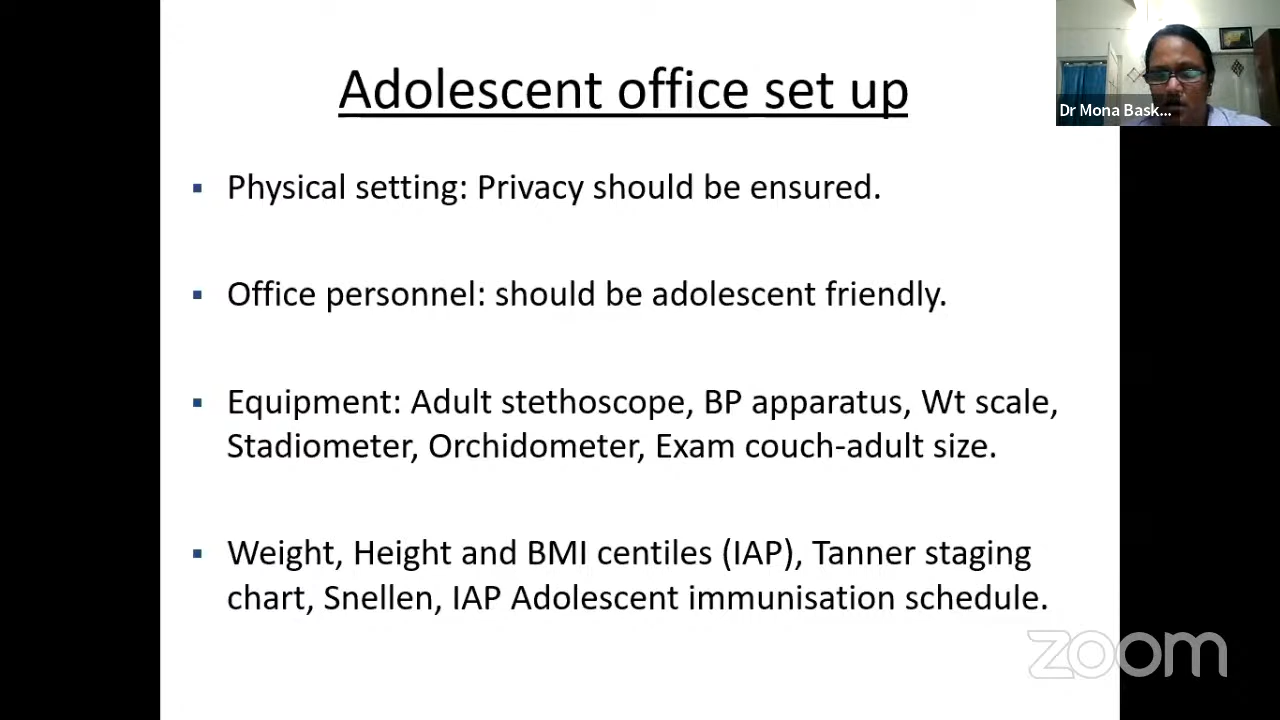 Adolescent office set up
Dr Mona Bask...
▪ Physical setting: Privacy should be ensured.
▪ Office personnel: should be adolescent friendly.
▪ Equipment: Adult stethoscope, BP apparatus, Wt scale,
Stadiometer, Orchidometer, Exam couch-adult size.
▪ Weight, Height and BMI centiles (IAP), Tanner staging
chart, Snellen, IAP Adolescent immunisation schedule.
zoom